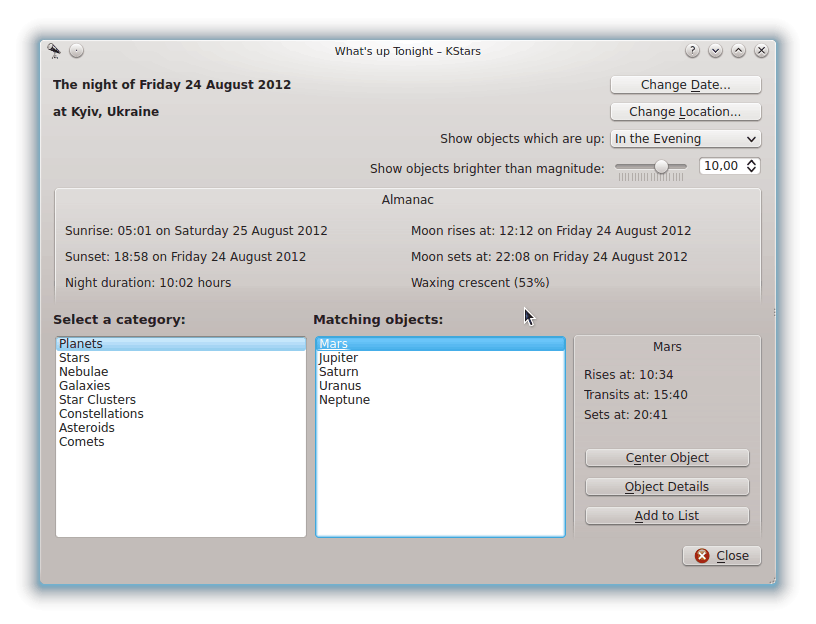 What's up Tonight – KStars
The night of Friday 24 August 2012
Change Date...
at Kyiv, Ukraine
Change Location...
Show objects which are up:
In the Evening
Show objects brighter than magnitude:
10,00
Almanac
Sunrise: 05:01 on Saturday 25 August 2012
Moon rises at: 12:12 on Friday 24 August 2012
Sunset: 18:58 on Friday 24 August 2012
Moon sets at: 22:08 on Friday 24 August 2012
Night duration: 10:02 hours
Waxing crescent (53%)
Select a category:
Planets
Stars
Nebulae
Galaxies
Star Clusters
Constellations
Asteroids
Comets
Matching objects:
Mars
Jupiter
Saturn
Uranus
Neptune
Mars
Rises at: 10:34
Transits at: 15:40
Sets at: 20:41
Center Object
Object Details
Add to List
Close